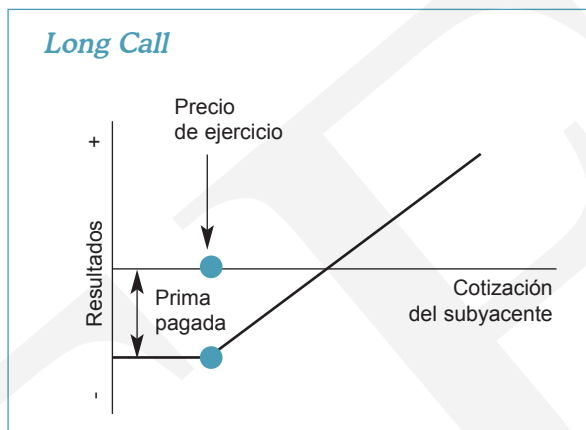 Long Call
Precio
de ejercicio
+
Resultados
Prima
pagada
Cotización
del subyacente
-